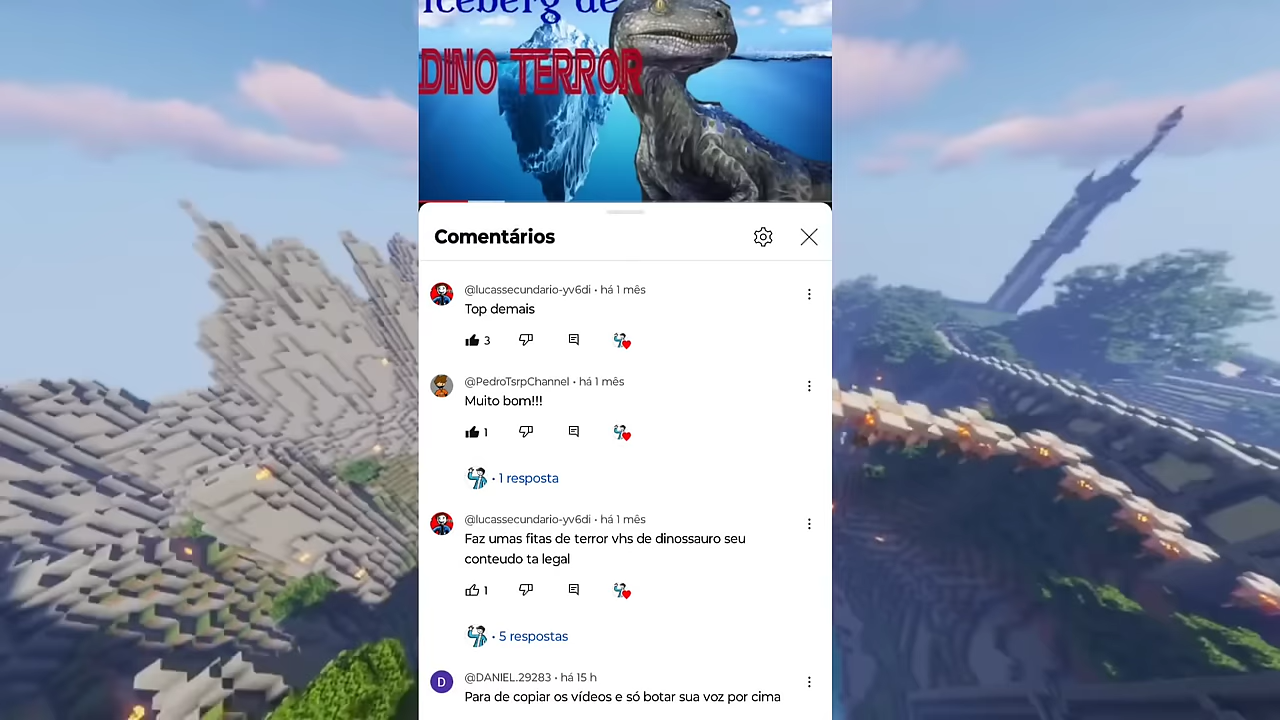 Iceberg de
DINO TERROR
Comentários
@lucassecundario-yv6di • há 1 mês
Top demais
3
@PedroTsrpChannel • há 1 mês
Muito bom!!!
1
• 1 resposta
@lucassecundario-yv6di • há 1 mês
Faz umas fitas de terror vhs de dinossauro seu
conteudo ta legal
1
• 5 respostas
D
@DANIEL.29283 • há 15 h
Para de copiar os vídeos e só botar sua voz por cima